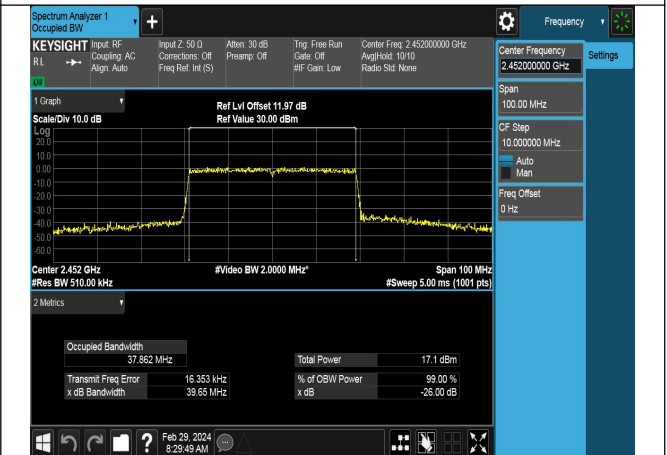 Spectrum Analyzer 1
Occupied BW
+
Frequency
KEYSIGHT
RL
Input: RF
Coupling: AC
Align: Auto
Input Z: 50 Ω
Corrections: Off
Freq Ref: Int (S)
Atten: 30 dB
Preamp: Off
Trig: Free Run
Gate: Off
#IF Gain: Low
Center Freq: 2.452000000 GHz
Avg|Hold: 10/10
Radio Std: None
Center Frequency
2.452000000 GHz
Settings
Span
100.00 MHz
CF Step
10.000000 MHz
Auto
Man
Freq Offset
0 Hz
1 Graph
Scale/Div 10.0 dB
Ref Lvl Offset 11.97 dB
Ref Value 30.00 dBm
Log
20.0
10.0
0.00
-10.0
-20.0
-30.0
-40.0
-50.0
-60.0
Center 2.452 GHz
#Video BW 2.0000 MHz*
Span 100 MHz
#Res BW 510.00 kHz
#Sweep 5.00 ms (1001 pts)
2 Metrics
Occupied Bandwidth
37.862 MHz
Total Power 17.1 dBm
Transmit Freq Error 16.353 kHz
% of OBW Power 99.00 %
x dB Bandwidth 39.65 MHz
x dB -26.00 dB
?
Feb 29, 2024
8:29:49 AM